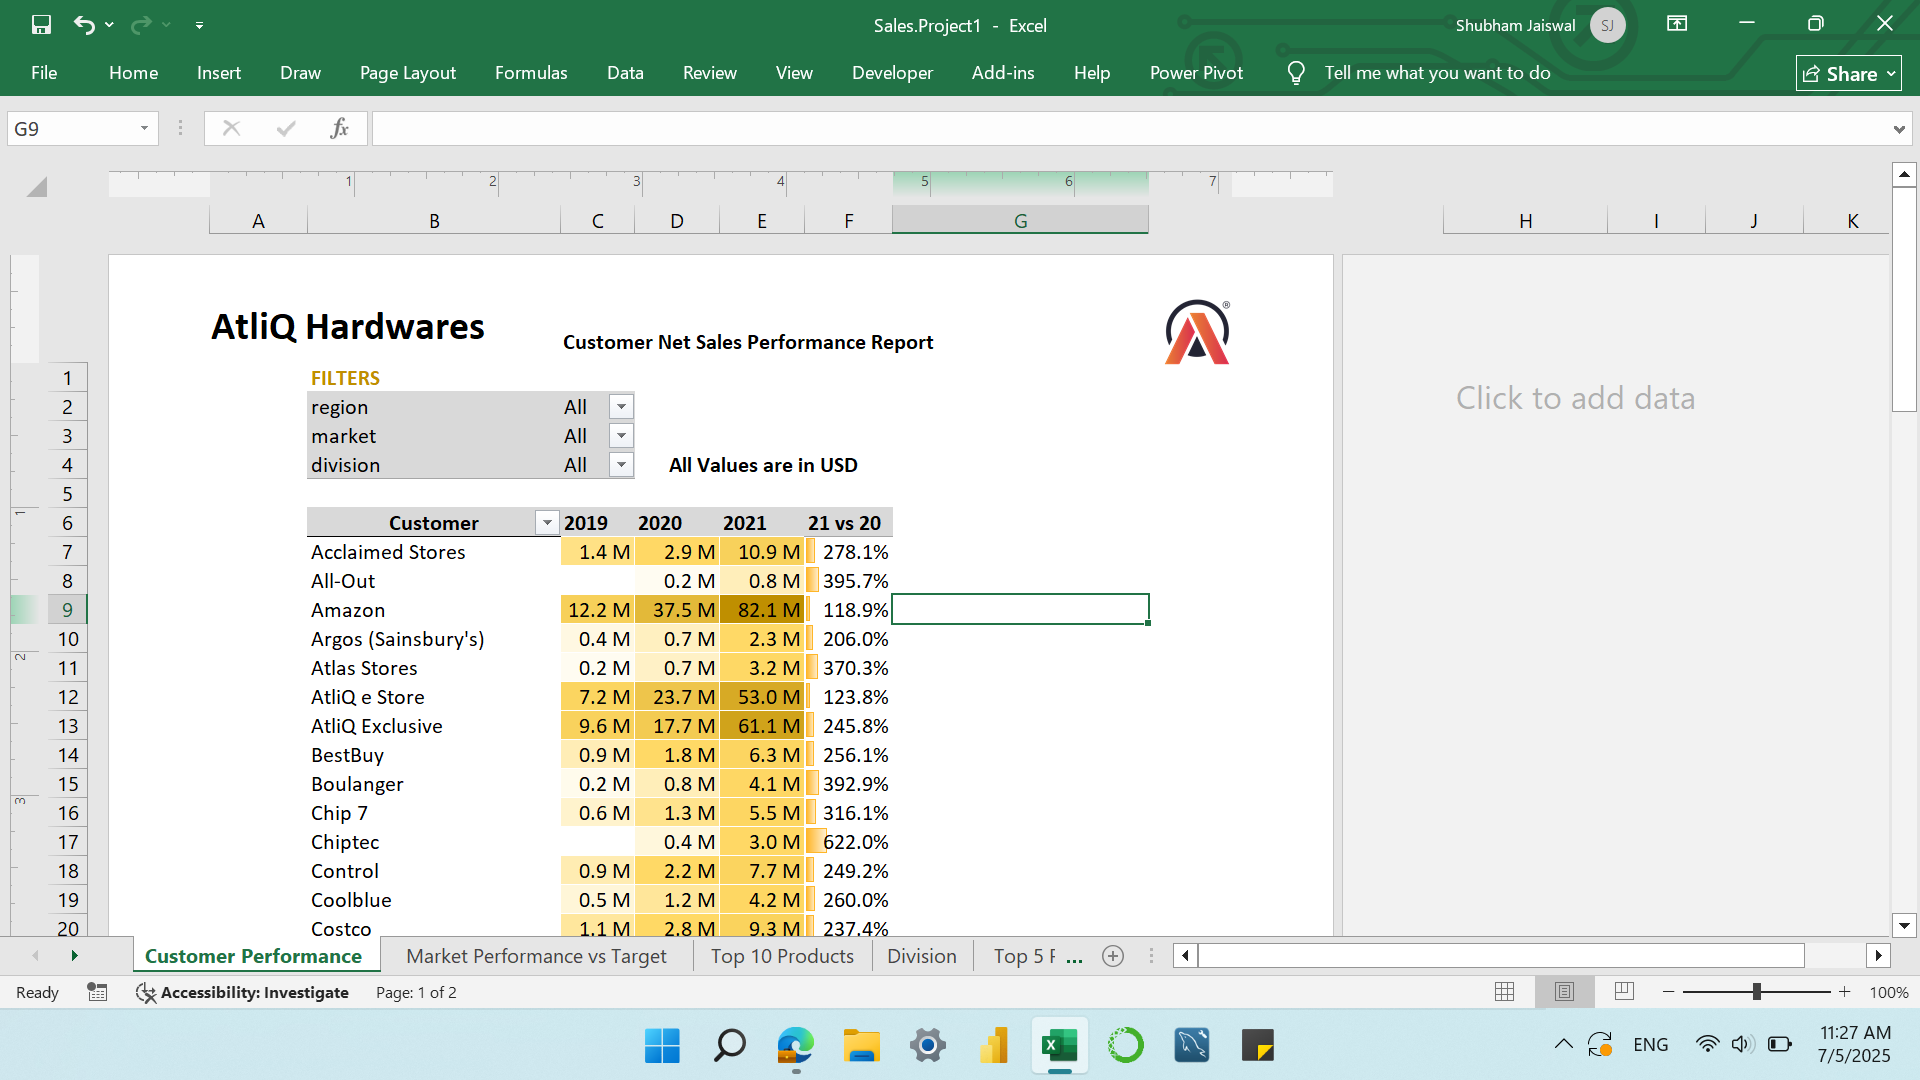 Sales.Project1 - Excel
Shubham Jaiswal SJ
File Home Insert Draw Page Layout Formulas Data Review View Developer Add-ins Help Power Pivot Tell me what you want to do Share
G9 fx
1 2 3 4 5 6 7
A B C D E F G H I J K
AtliQ Hardwares
Customer Net Sales Performance Report
®
1 FILTERS
2 region All
3 market All
4 division All All Values are in USD
Click to add data
5
6 Customer 2019 2020 2021 21 vs 20
7 Acclaimed Stores 1.4 M 2.9 M 10.9 M 278.1%
8 All-Out 0.2 M 0.8 M 395.7%
9 Amazon 12.2 M 37.5 M 82.1 M 118.9%
10 Argos (Sainsbury's) 0.4 M 0.7 M 2.3 M 206.0%
11 Atlas Stores 0.2 M 0.7 M 3.2 M 370.3%
12 AtliQ e Store 7.2 M 23.7 M 53.0 M 123.8%
13 AtliQ Exclusive 9.6 M 17.7 M 61.1 M 245.8%
14 BestBuy 0.9 M 1.8 M 6.3 M 256.1%
15 Boulanger 0.2 M 0.8 M 4.1 M 392.9%
16 Chip 7 0.6 M 1.3 M 5.5 M 316.1%
17 Chiptec 0.4 M 3.0 M 622.0%
18 Control 0.9 M 2.2 M 7.7 M 249.2%
19 Coolblue 0.5 M 1.2 M 4.2 M 260.0%
20 Costco 1.1 M 2.8 M 9.3 M 237.4%
1
2
3
Customer Performance Market Performance vs Target Top 10 Products Division Top 5 ...
Ready Accessibility: Investigate Page: 1 of 2 100%
ENG 11:27 AM
7/5/2025